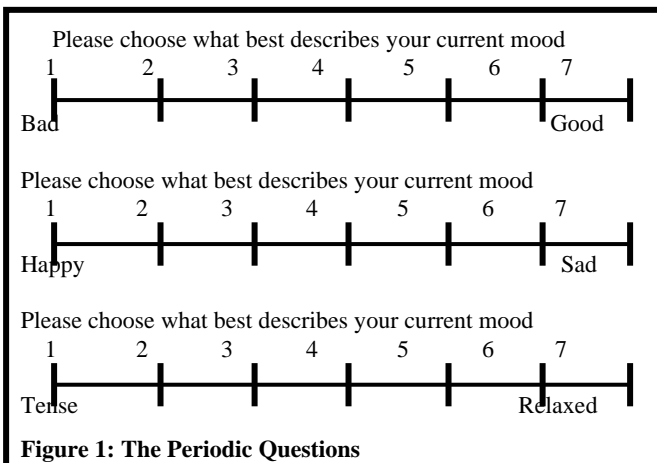 Please choose what best describes your current mood
1 2 3 4 5 6 7
Bad Good
Please choose what best describes your current mood
1 2 3 4 5 6 7
Happy Sad
Please choose what best describes your current mood
1 2 3 4 5 6 7
Tense Relaxed
Figure 1: The Periodic Questions